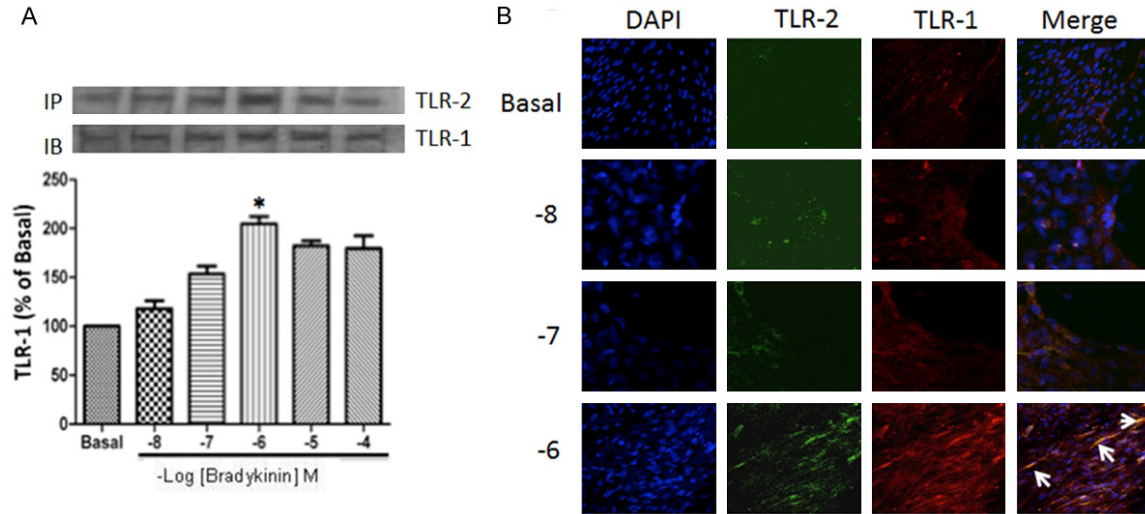 A
IP
TLR-2
IB
TLR-1
TLR-1 (% of Basal)
250
200
150
100
50
0
*
Basal
-8
-7
-6
-5
-4
-Log [Bradykinin] M
B
DAPI
TLR-2
TLR-1
Merge
Basal
-8
-7
-6